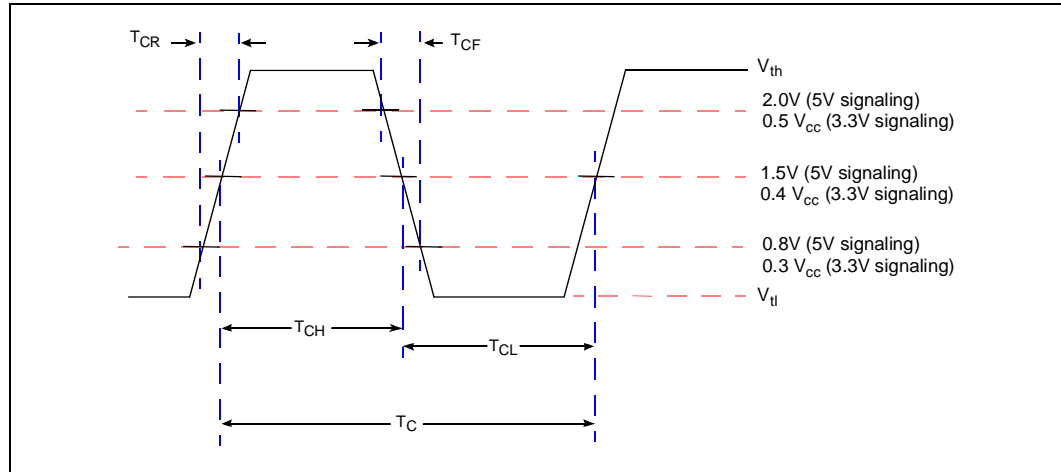 TCR
TCF
Vth
2.0V (5V signaling)
0.5 Vcc (3.3V signaling)
1.5V (5V signaling)
0.4 Vcc (3.3V signaling)
0.8V (5V signaling)
0.3 Vcc (3.3V signaling)
Vtl
TCH
TCL
TC